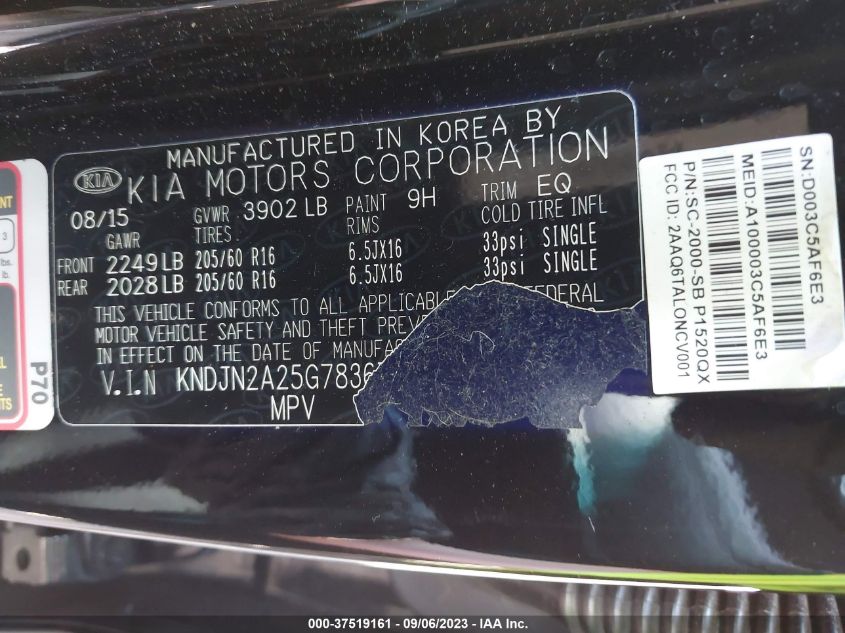 MANUFACTURED IN KOREA BY
KIA KIA MOTORS CORPORATION
08/15 GVWR 3902 LB PAINT 9H TRIM EQ
GAWR TIRES. RIMS COLD TIRE INFL
FRONT 2249LB 205/60 R16 6.5JX16 33psi SINGLE
REAR 2028LB 205/60 R16 6.5JX16 33psi SINGLE
THIS VEHICLE CONFORMS TO ALL APPLICABLE FEDERAL
MOTOR VEHICLE SAFETY AND THEFT
IN EFFECT ON THE DATE OF
V.I.N KNDJN2A25G7836
MPV
P70
SN:D003C5AF6E3
MEID:A100003C5AF6E3
P/N:SC-2000-SB P1520QX
FCC ID: 2AAQ6TALONCV001
000-37519161 - 09/06/2023 - IAA Inc.